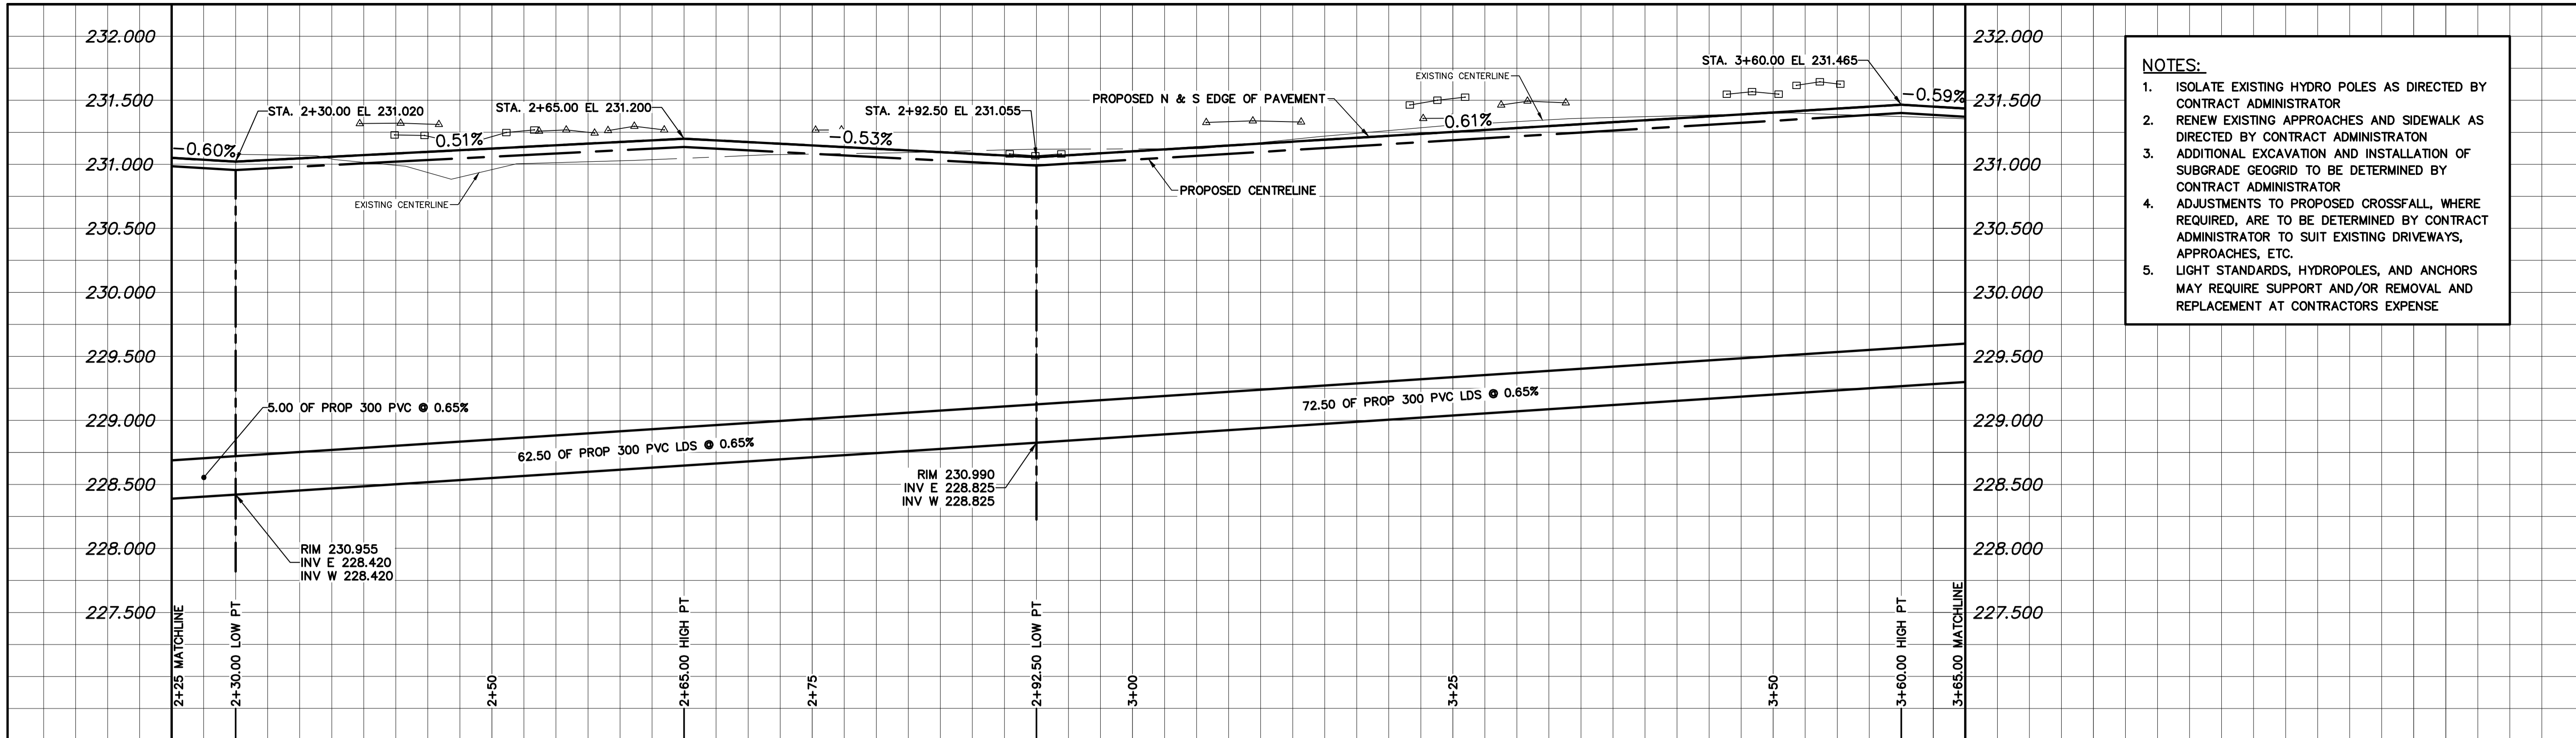 232.000
231.500
231.000
230.500
230.000
229.500
229.000
228.500
228.000
227.500
STA. 2+30.00 EL 231.020
STA. 2+65.00 EL 231.200
STA. 2+92.50 EL 231.055
PROPOSED N & S EDGE OF PAVEMENT
EXISTING CENTERLINE
STA. 3+60.00 EL 231.465
-0.60%
0.51%
-0.53%
0.61%
-0.59%
EXISTING CENTERLINE
PROPOSED CENTRELINE
5.00 OF PROP 300 PVC @ 0.65%
62.50 OF PROP 300 PVC LDS @ 0.65%
72.50 OF PROP 300 PVC LDS @ 0.65%
RIM 230.955
INV E 228.420
INV W 228.420
RIM 230.990
INV E 228.825
INV W 228.825
2+25 MATCHLINE
2+30.00 LOW PT
2+50
2+65.00 HIGH PT
2+75
2+92.50 LOW PT
3+00
3+25
3+50
3+60.00 HIGH PT
3+65.00 MATCHLINE
232.000
231.500
231.000
230.500
230.000
229.500
229.000
228.500
228.000
227.500
NOTES:
1. ISOLATE EXISTING HYDRO POLES AS DIRECTED BY
CONTRACT ADMINISTRATOR
2. RENEW EXISTING APPROACHES AND SIDEWALK AS
DIRECTED BY CONTRACT ADMINISTRATON
3. ADDITIONAL EXCAVATION AND INSTALLATION OF
SUBGRADE GEOGRID TO BE DETERMINED BY
CONTRACT ADMINISTRATOR
4. ADJUSTMENTS TO PROPOSED CROSSFALL, WHERE
REQUIRED, ARE TO BE DETERMINED BY CONTRACT
ADMINISTRATOR TO SUIT EXISTING DRIVEWAYS,
APPROACHES, ETC.
5. LIGHT STANDARDS, HYDROPOLES, AND ANCHORS
MAY REQUIRE SUPPORT AND/OR REMOVAL AND
REPLACEMENT AT CONTRACTORS EXPENSE